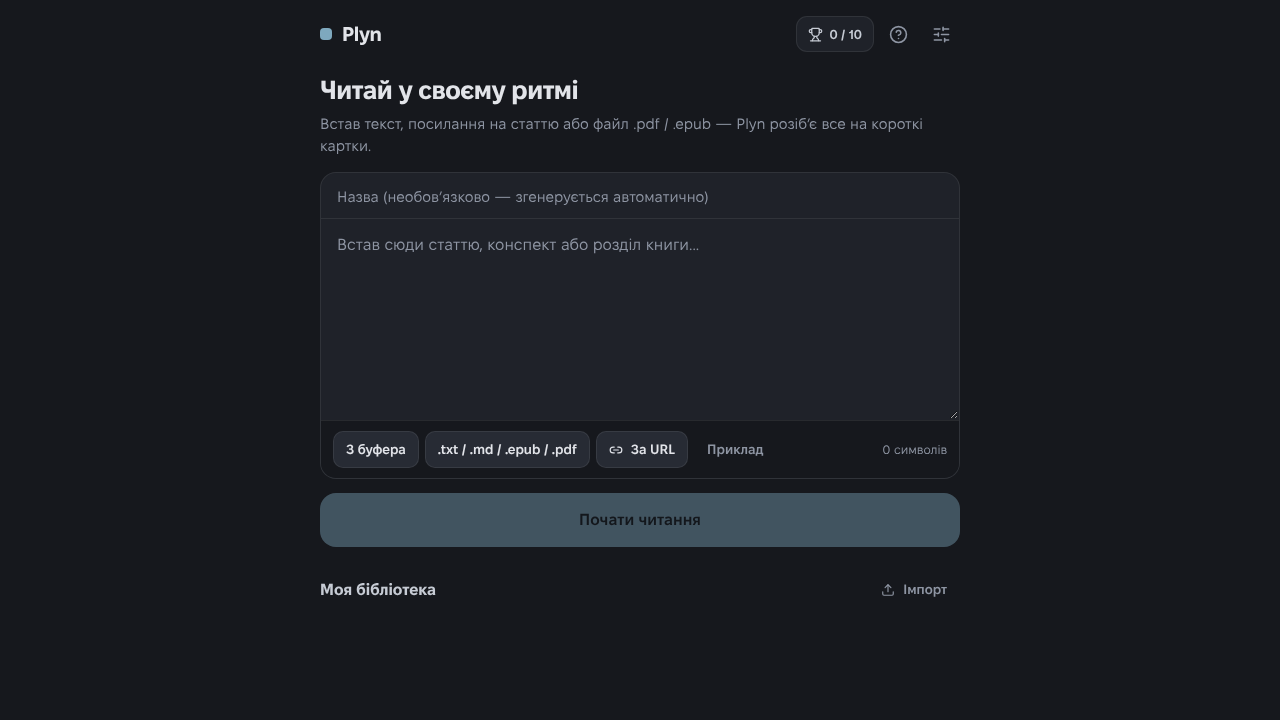 Plyn
0 / 10
Читай у своєму ритмі
Встав текст, посилання на статтю або файл .pdf / .epub — Plyn розіб’є все на короткі
картки.
Назва (необов’язково — згенерується автоматично)
Встав сюди статтю, конспект або розділ книги…
З буфера
.txt / .md / .epub / .pdf
За URL
Приклад
0 символів
Почати читання
Моя бібліотека
Імпорт